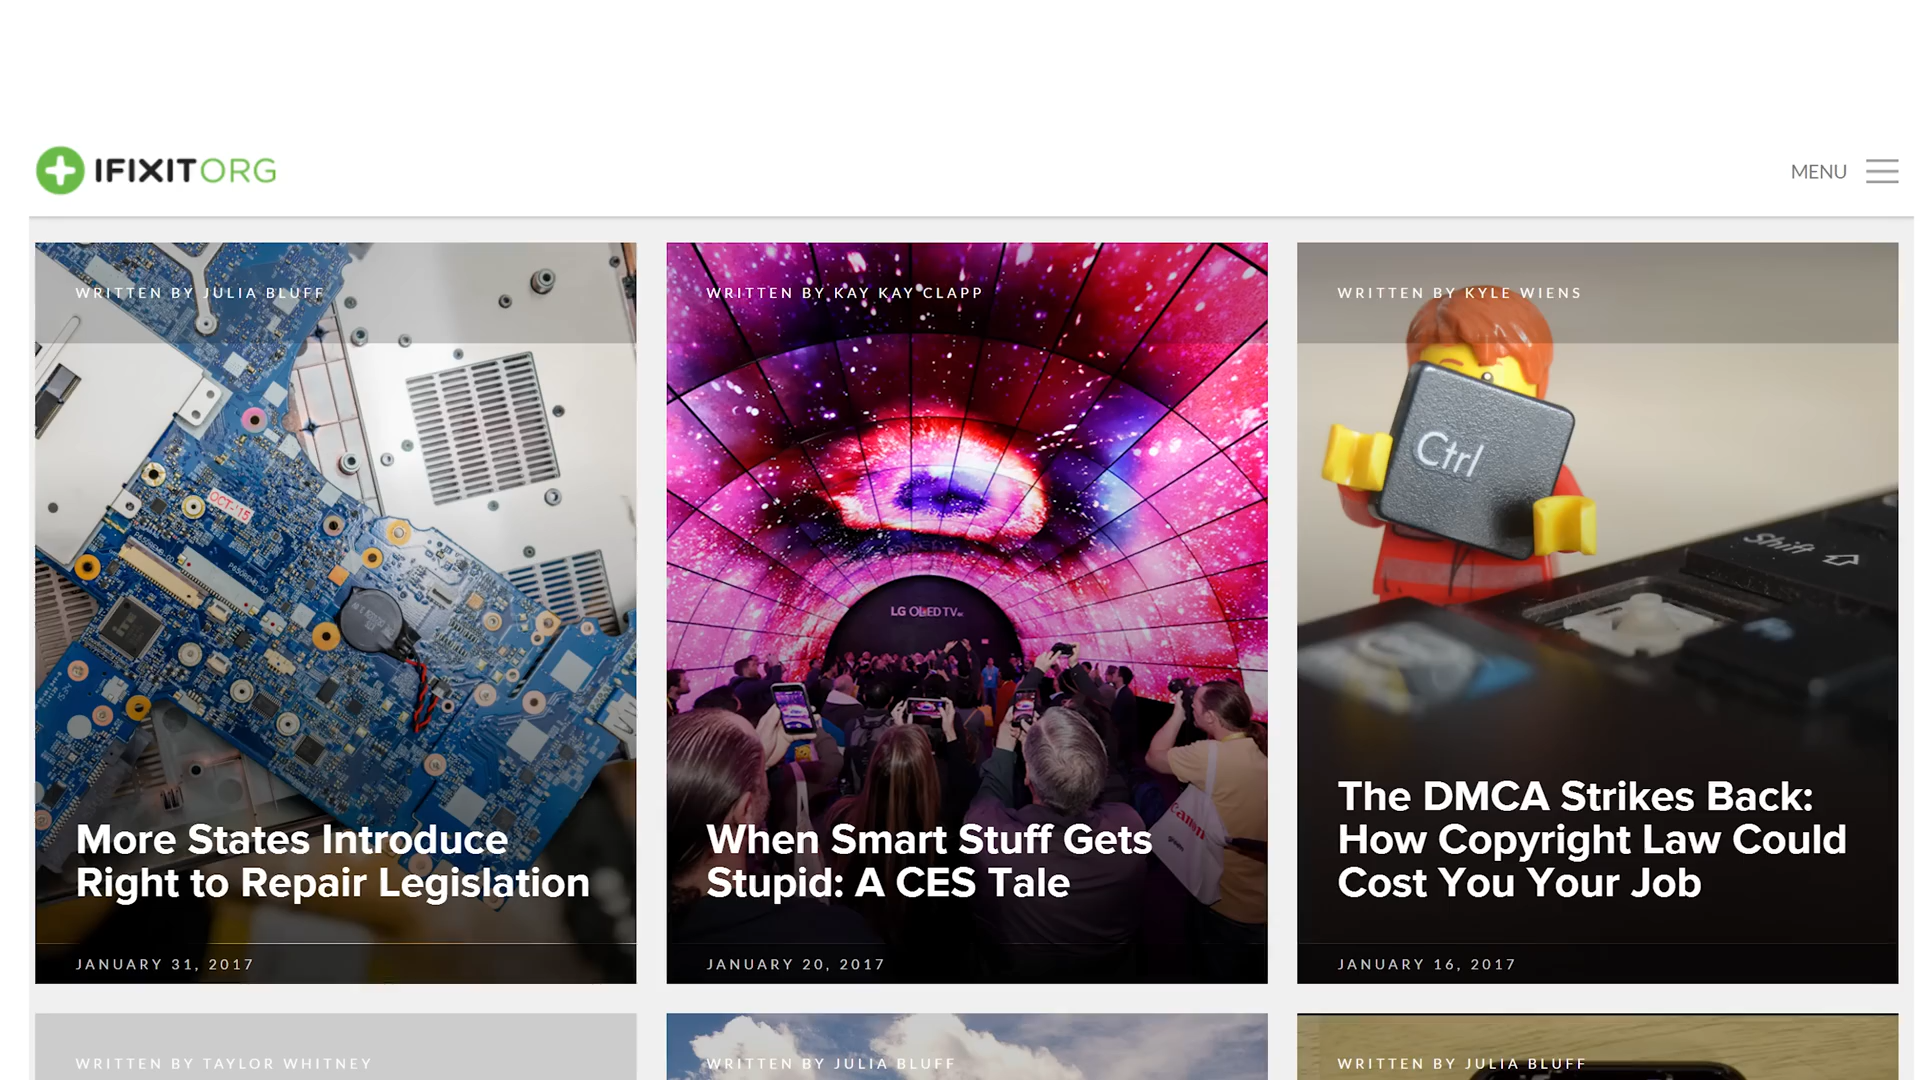 IFIXITORG
MENU
WRITTEN BY JULIA BLUFF
OCT-'15
More States Introduce
Right to Repair Legislation
JANUARY 31, 2017
WRITTEN BY KAY KAY CLAPP
LG OLED TV
Canon
When Smart Stuff Gets
Stupid: A CES Tale
JANUARY 20, 2017
WRITTEN BY KYLE WIENS
Ctrl
Shift
The DMCA Strikes Back:
How Copyright Law Could
Cost You Your Job
JANUARY 16, 2017
WRITTEN BY TAYLOR WHITNEY
WRITTEN BY JULIA BLUFF
WRITTEN BY JULIA BLUFF